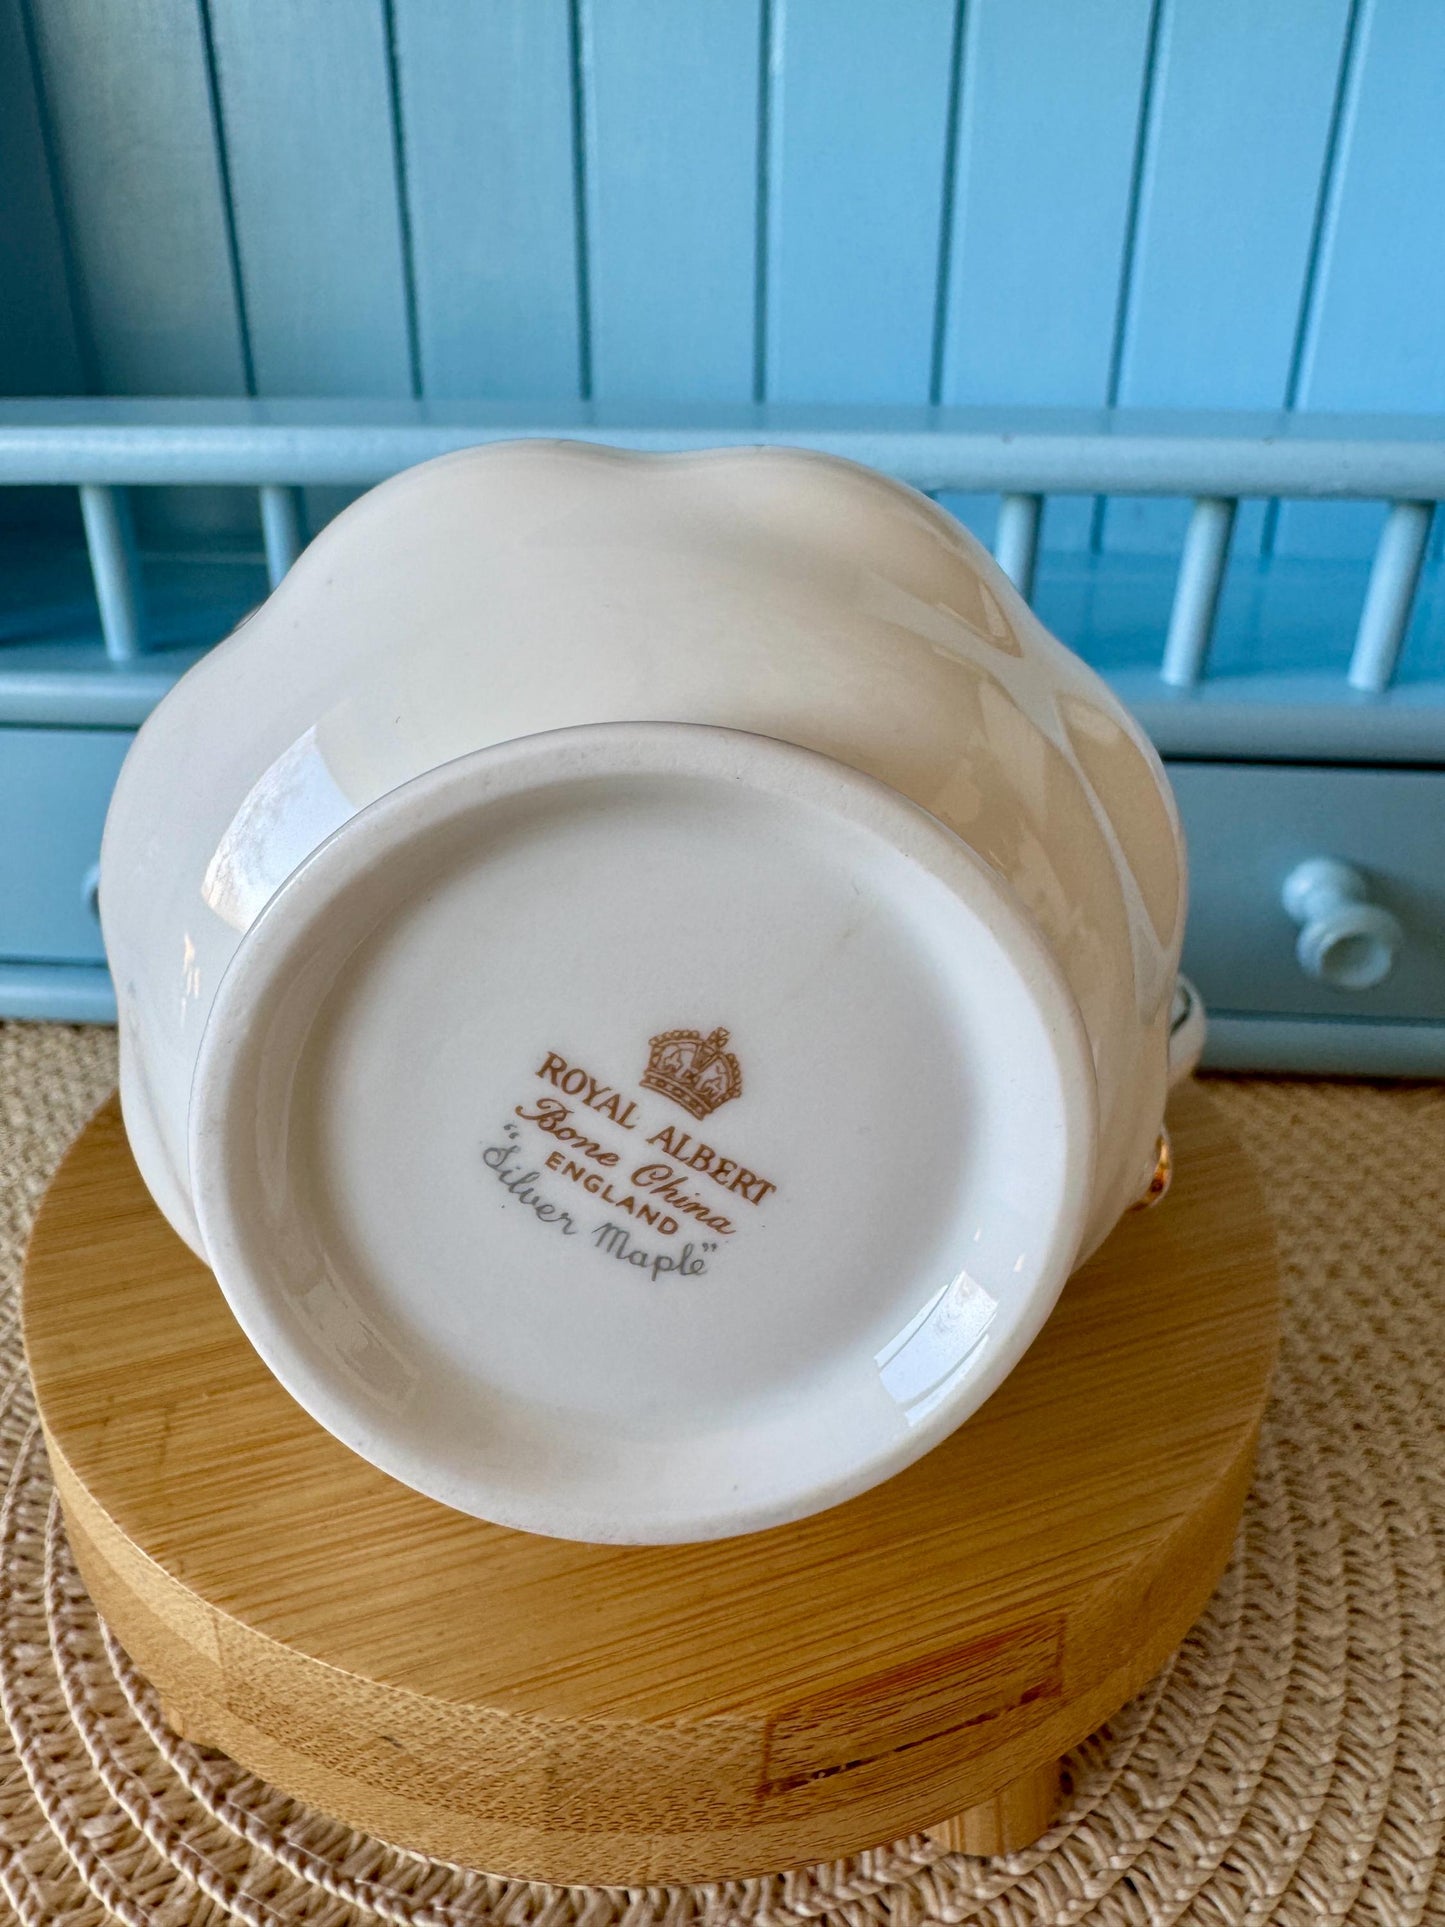 ROYAL ALBERT
Bone China
ENGLAND
"Silver Maple"